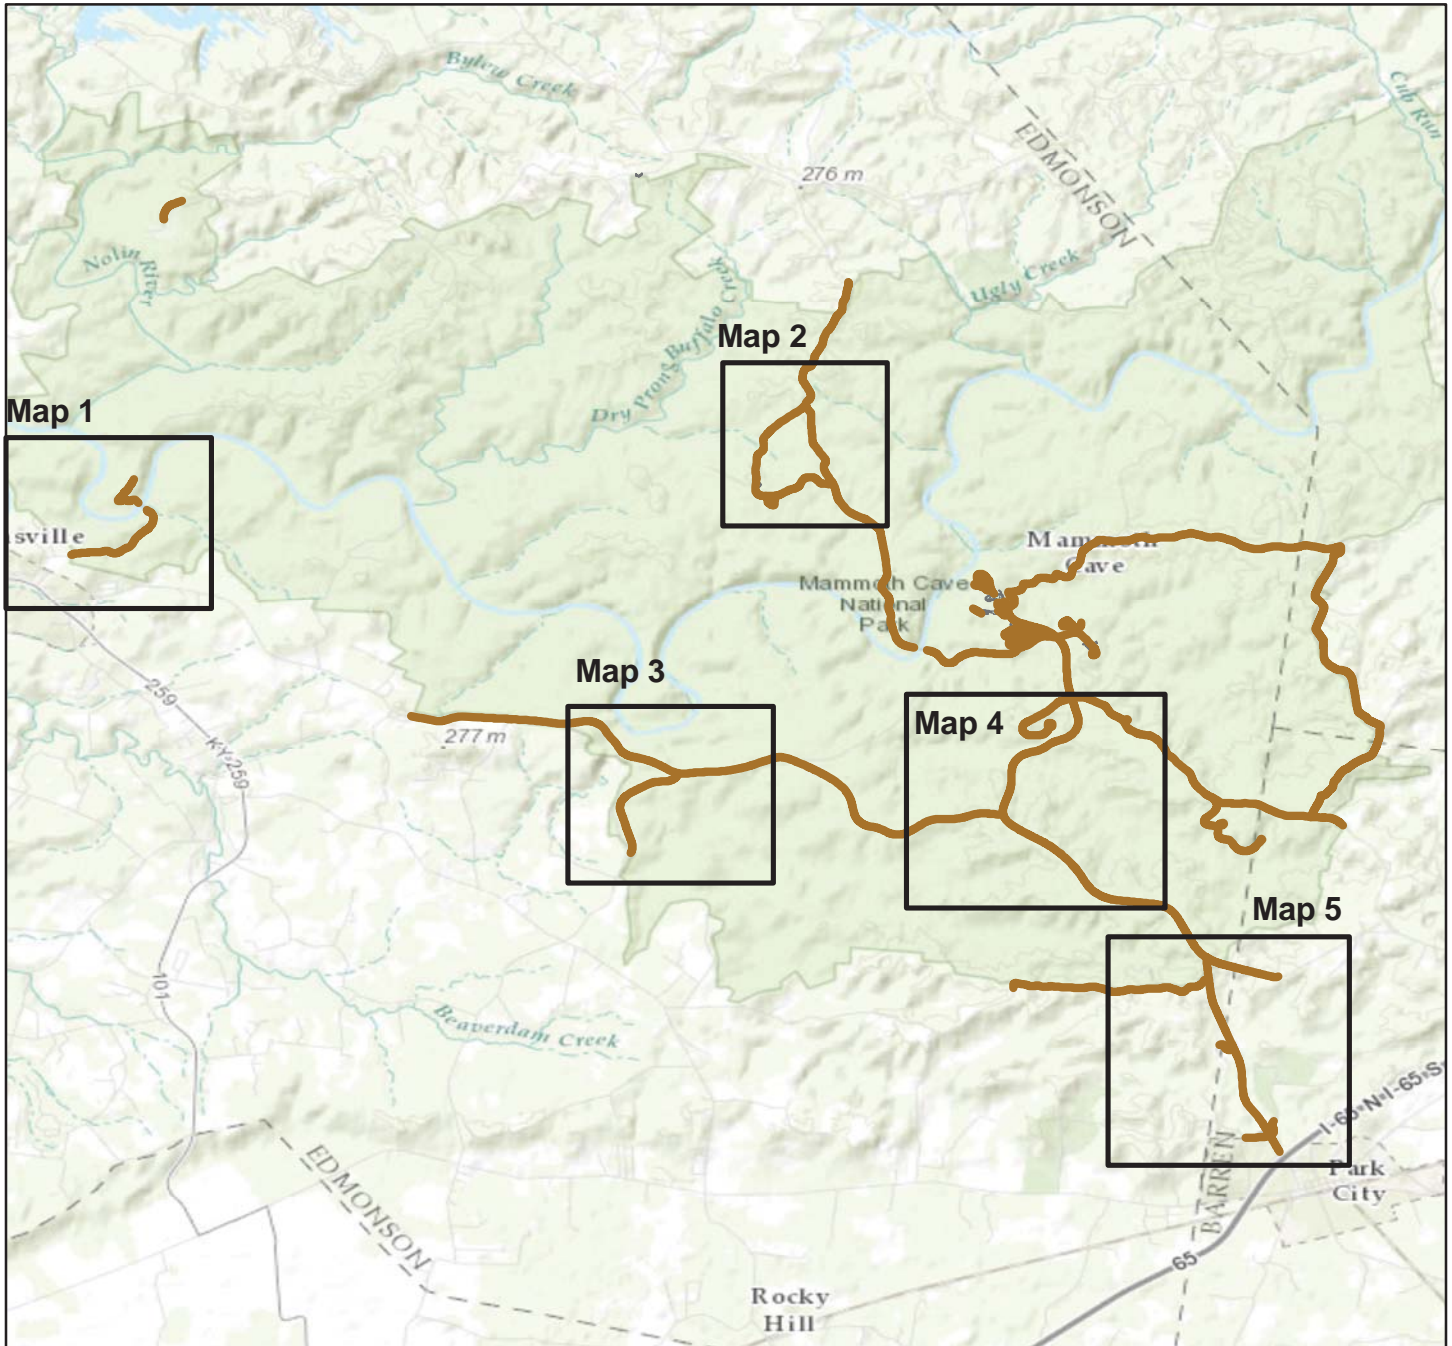 Bylew Creek
Cub Run
EDMONSON
276 m
Nolin River
Ugly Creek
Dry Prong Buffalo Creek
Map 2
Map 1
sville
Mammoth
Cave
Mammoth Cave
National
Park
Map 3
259
277 m
Map 4
KY-259
Map 5
101
Beaverdam Creek
I-65-N-I-65-S
EDMONSON
BARREN
Park
City
65
Rocky
Hill